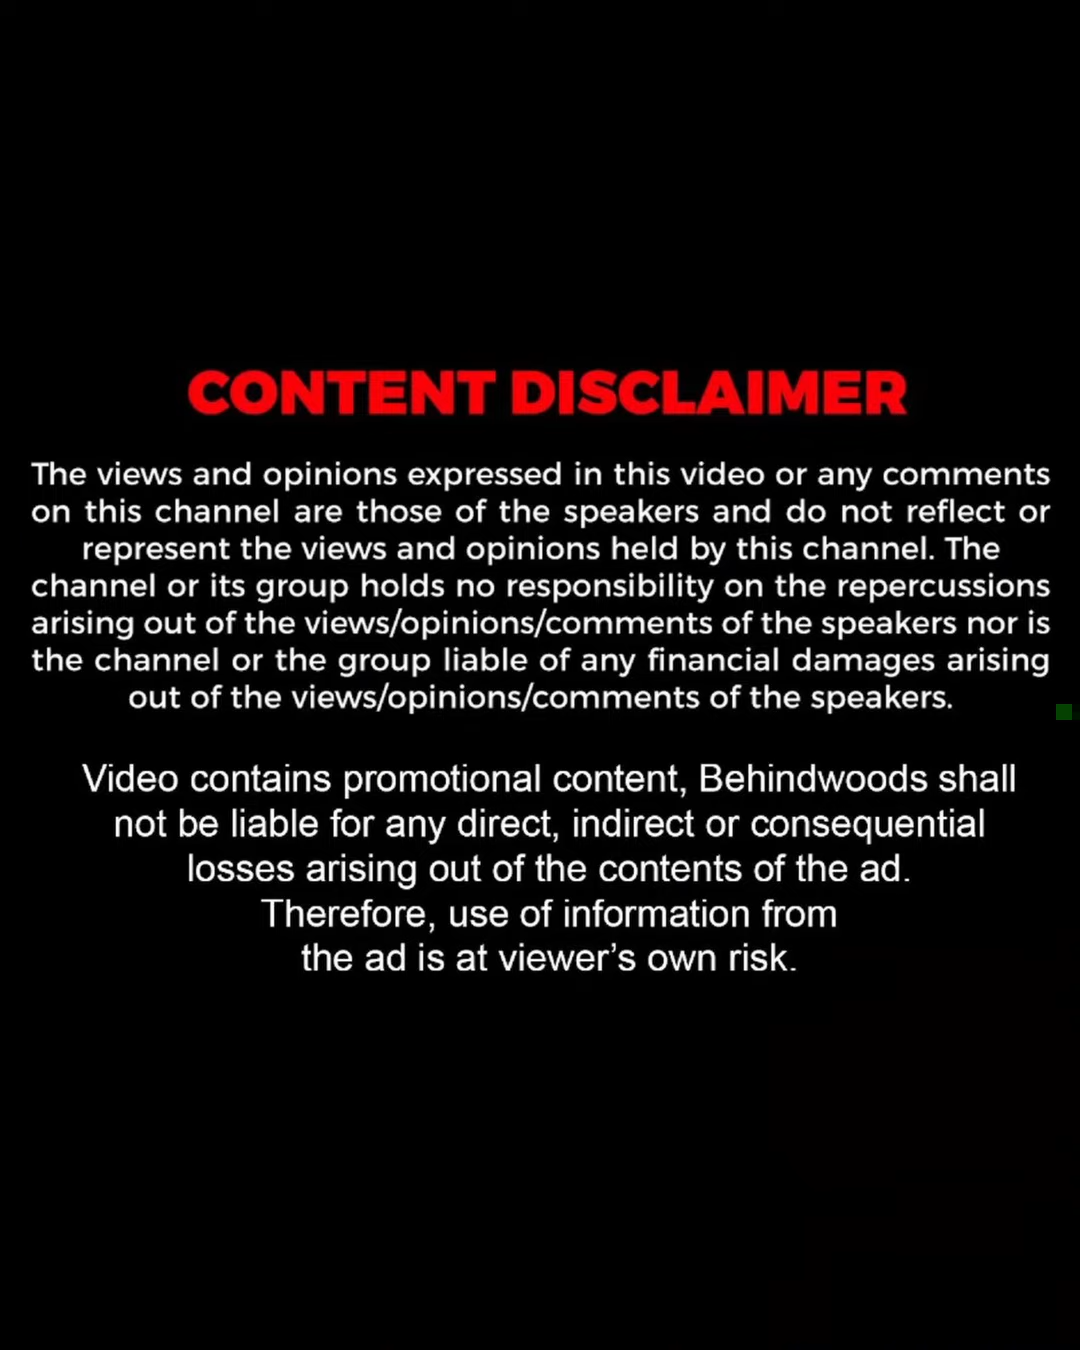 CONTENT DISCLAIMER
The views and opinions expressed in this video or any comments
on this channel are those of the speakers and do not reflect or
represent the views and opinions held by this channel. The
channel or its group holds no responsibility on the repercussions
arising out of the views/opinions/comments of the speakers nor is
the channel or the group liable of any financial damages arising
out of the views/opinions/comments of the speakers.
Video contains promotional content, Behindwoods shall
not be liable for any direct, indirect or consequential
losses arising out of the contents of the ad.
Therefore, use of information from
the ad is at viewer’s own risk.